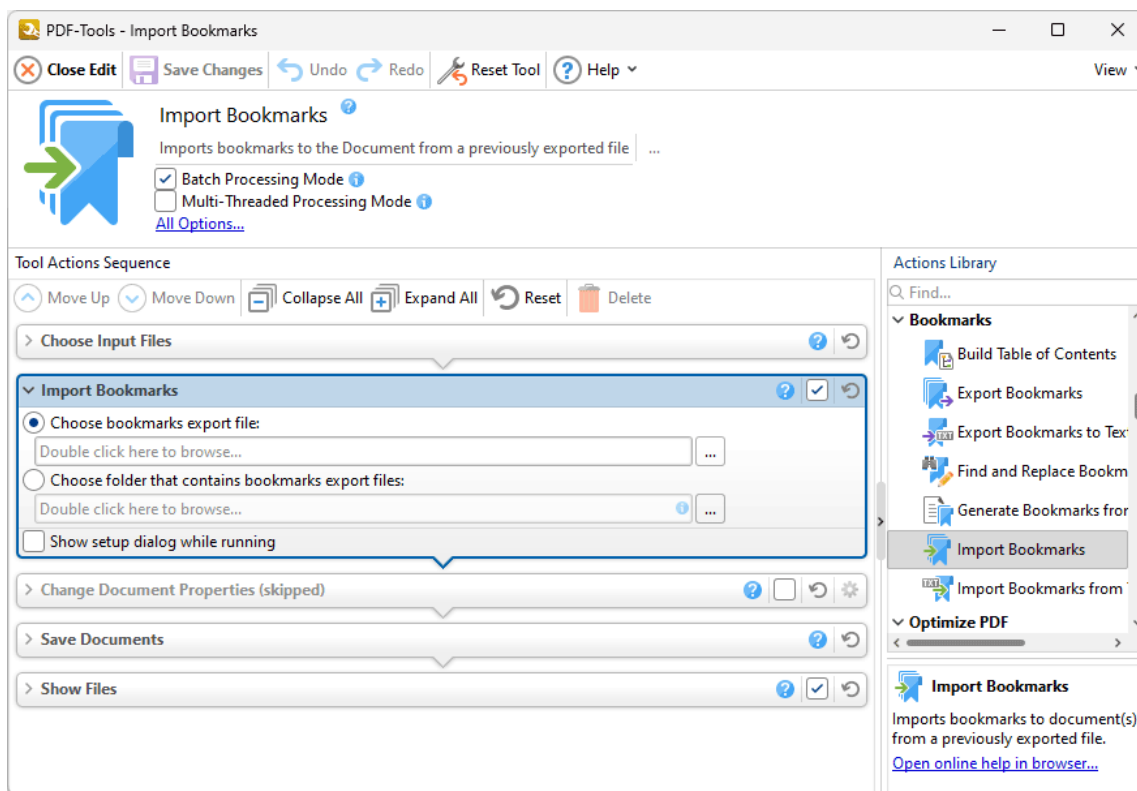 PDF-Tools - Import Bookmarks
Close Edit Save Changes Undo Redo Reset Tool ? Help View
Import Bookmarks ?
Imports bookmarks to the Document from a previously exported file ...
Batch Processing Mode i
Multi-Threaded Processing Mode i
All Options...
Tool Actions Sequence
Move Up Move Down Collapse All Expand All Reset Delete
Choose Input Files ?
Import Bookmarks ?
Choose bookmarks export file:
Double click here to browse... ...
Choose folder that contains bookmarks export files:
Double click here to browse... i ...
Show setup dialog while running
Change Document Properties (skipped) ?
Save Documents ?
Show Files ?
Actions Library
Find...
Bookmarks
Build Table of Contents
Export Bookmarks
TXT Export Bookmarks to Tex
Find and Replace Bookm
Generate Bookmarks fror
Import Bookmarks
TXT Import Bookmarks from
Optimize PDF
Import Bookmarks
Imports bookmarks to document(s)
from a previously exported file.
Open online help in browser...